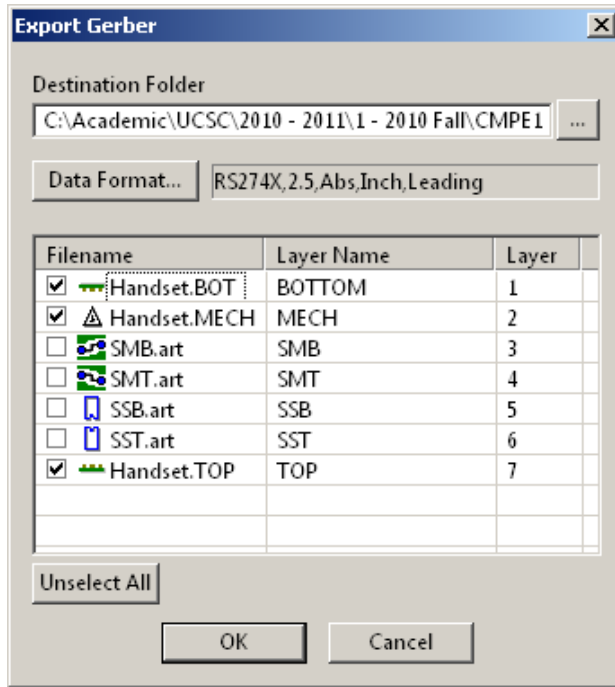 Export Gerber
Destination Folder
C:\Academic\UCSC\2010 - 2011\1 - 2010 Fall\CMPE1 ...
Data Format... RS274X,2.5,Abs,Inch,Leading
Filename Layer Name Layer
Handset.BOT BOTTOM 1
Handset.MECH MECH 2
SMB.art SMB 3
SMT.art SMT 4
SSB.art SSB 5
SST.art SST 6
Handset.TOP TOP 7
Unselect All
OK Cancel